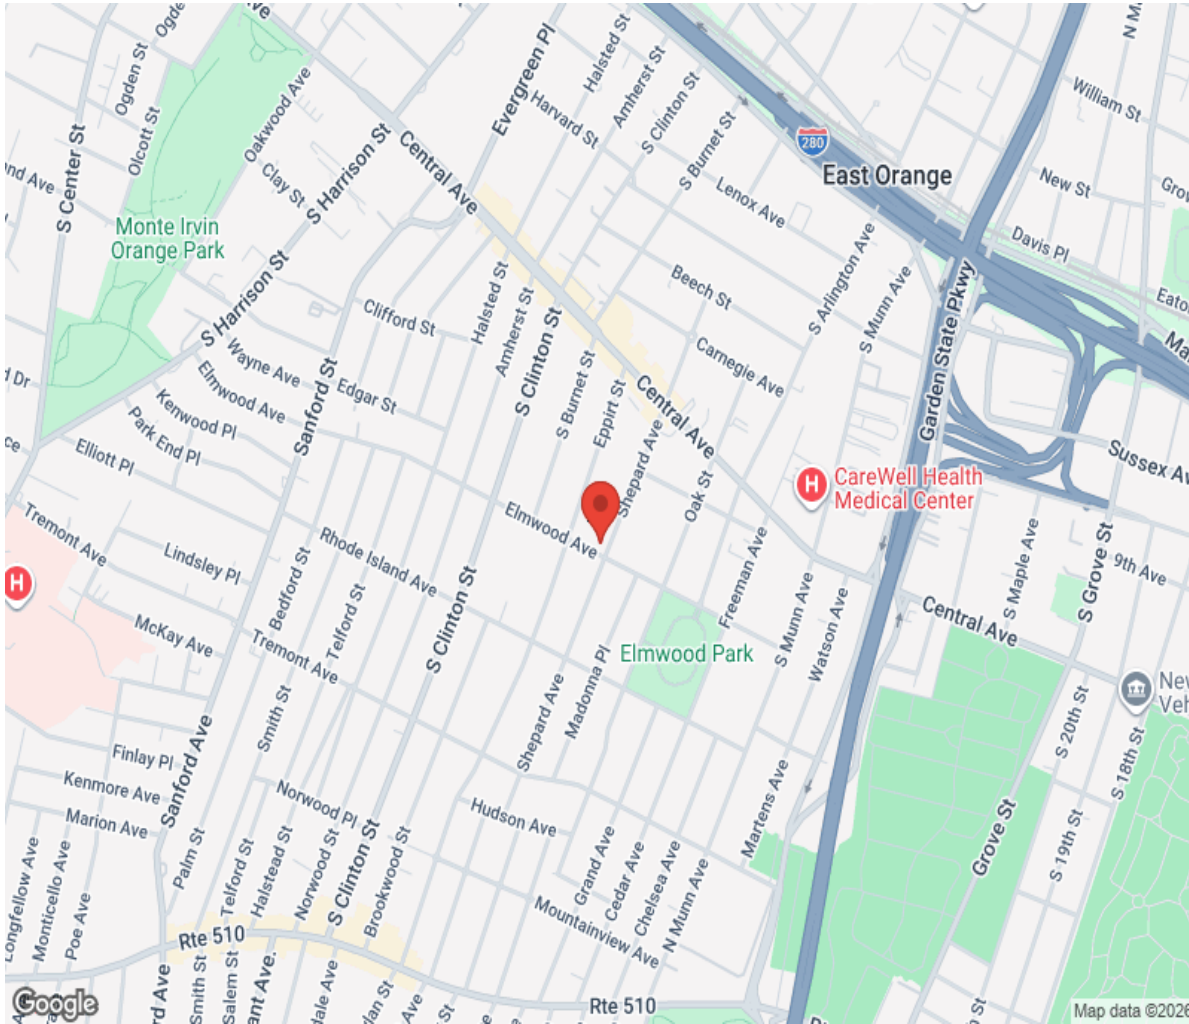 Ogden St
Olcott St
Oakwood Ave
Clay St
S Harrison St
S Center St
Monte Irvin
Orange Park
S Harrison St
Central Ave
Evergreen Pl
Halsted St
Amherst St
S Clinton St
Harvard St
S Burnet St
Lenox Ave
280
East Orange
William St
New St
Davis Pl
S Arlington Ave
S Munn Ave
Garden State Pkwy
Beech St
Carnegie Ave
Clifford St
Halsted St
Amherst St
S Clinton St
S Burnet St
Eppirt St
Central Ave
Shepard Ave
Oak St
Wayne Ave
Elmwood Ave
Edgar St
Sanford St
Kenwood Pl
Park End Pl
Elliott Pl
H
CareWell Health
Medical Center
Sussex Av
Elmwood Ave
Tremont Ave
Lindsley Pl
Rhode Island Ave
H
McKay Ave
Bedford St
Telford St
Tremont Ave
S Clinton St
Freeman Ave
S Munn Ave
Watson Ave
S Maple Ave
S Grove St
9th Ave
Central Ave
Elmwood Park
Madonna Pl
Shepard Ave
Smith St
Sanford Ave
Finlay Pl
Kenmore Ave
Marion Ave
Norwood Pl
Hudson Ave
Martens Ave
S 20th St
S 18th St
New
Veh
Grove St
S 19th St
Longfellow Ave
Monticello Ave
Poe Ave
Palm St
Telford St
Halstead St
Norwood St
S Clinton St
Brookwood St
Grand Ave
Cedar Ave
Chelsea Ave
N Munn Ave
Mountainview Ave
Rte 510
Smith St
Salem St
Rte 510
Google
Map data ©2026